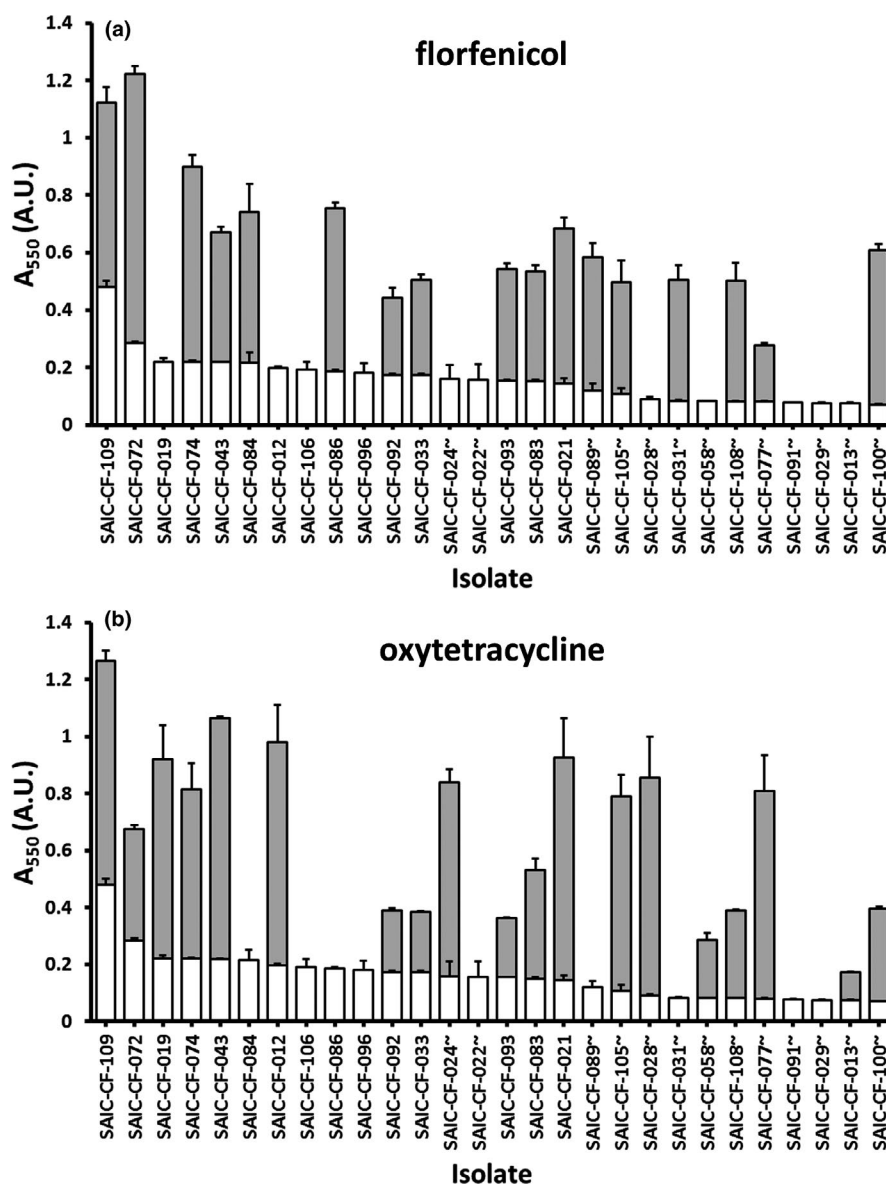 (a)
florfenicol
1.4
1.2
1
0.8
0.6
0.4
0.2
0
A550 (A.U.)
SAIC-CF-109
SAIC-CF-072
SAIC-CF-019
SAIC-CF-074
SAIC-CF-043
SAIC-CF-084
SAIC-CF-012
SAIC-CF-106
SAIC-CF-086
SAIC-CF-096
SAIC-CF-092
SAIC-CF-033
SAIC-CF-024~
SAIC-CF-022~
SAIC-CF-093
SAIC-CF-083
SAIC-CF-021
SAIC-CF-089~
SAIC-CF-105~
SAIC-CF-028~
SAIC-CF-031~
SAIC-CF-058~
SAIC-CF-108~
SAIC-CF-077~
SAIC-CF-091~
SAIC-CF-029~
SAIC-CF-013~
SAIC-CF-100~
Isolate
(b)
oxytetracycline
1.4
1.2
1
0.8
0.6
0.4
0.2
0
A550 (A.U.)
SAIC-CF-109
SAIC-CF-072
SAIC-CF-019
SAIC-CF-074
SAIC-CF-043
SAIC-CF-084
SAIC-CF-012
SAIC-CF-106
SAIC-CF-086
SAIC-CF-096
SAIC-CF-092
SAIC-CF-033
SAIC-CF-024~
SAIC-CF-022~
SAIC-CF-093
SAIC-CF-083
SAIC-CF-021
SAIC-CF-089~
SAIC-CF-105~
SAIC-CF-028~
SAIC-CF-031~
SAIC-CF-058~
SAIC-CF-108~
SAIC-CF-077~
SAIC-CF-091~
SAIC-CF-029~
SAIC-CF-013~
SAIC-CF-100~
Isolate